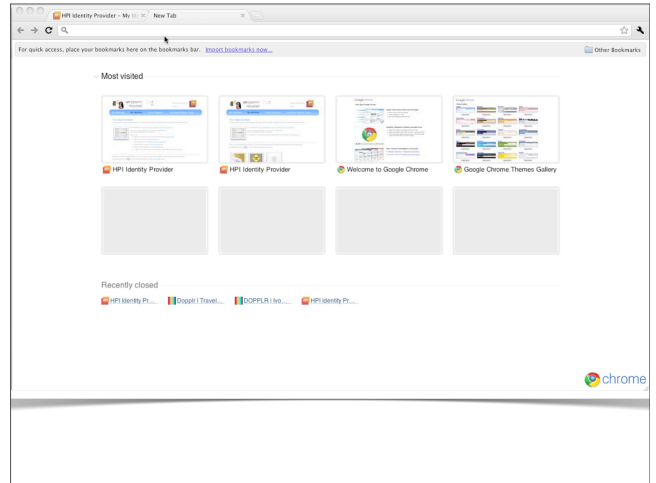 HPI Identity Provider – My Id
New Tab
For quick access, place your bookmarks here on the bookmarks bar. Import bookmarks now...
Other Bookmarks
Most visited
HPI Identity Provider
HPI Identity Provider
Welcome to Google Chrome
Google Chrome Themes Gallery
Recently closed
HPI Identity Pr...
Dopplr | Travel...
DOPPLR | Ivo...
HPI Identity Pr...
chrome